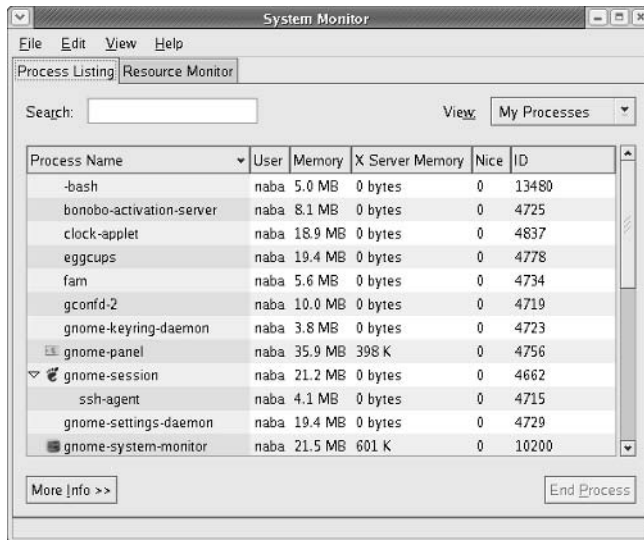 System Monitor
File Edit View Help
Process Listing Resource Monitor
Search: View: My Processes
Process Name User Memory X Server Memory Nice ID
-bash naba 5.0 MB 0 bytes 0 13480
bonobo-activation-server naba 8.1 MB 0 bytes 0 4725
clock-applet naba 18.9 MB 0 bytes 0 4837
eggcups naba 19.4 MB 0 bytes 0 4778
fam naba 5.6 MB 0 bytes 0 4734
gconfd-2 naba 10.0 MB 0 bytes 0 4719
gnome-keyring-daemon naba 3.8 MB 0 bytes 0 4723
gnome-panel naba 35.9 MB 398 K 0 4756
gnome-session naba 21.2 MB 0 bytes 0 4662
ssh-agent naba 4.1 MB 0 bytes 0 4715
gnome-settings-daemon naba 19.4 MB 0 bytes 0 4729
gnome-system-monitor naba 21.5 MB 601 K 0 10200
More Info >> End Process